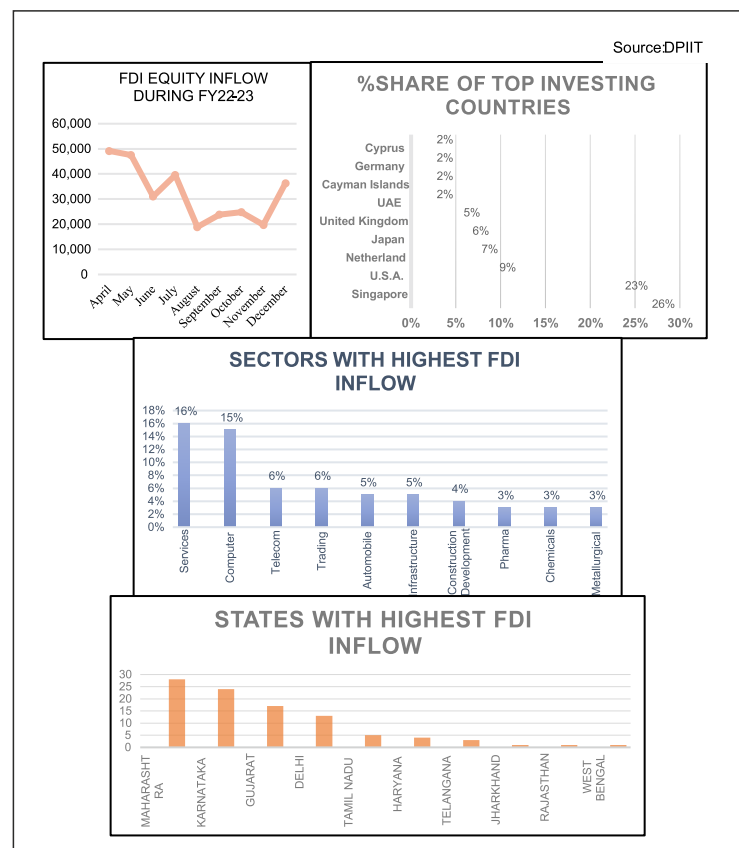 Source:DPIIT
FDI EQUITY INFLOW
DURING FY22-23
60,000
50,000
40,000
30,000
20,000
10,000
0
April
May
June
July
August
September
October
November
December
%SHARE OF TOP INVESTING
COUNTRIES
2%
Cyprus
2%
Germany
2%
Cayman Islands
2%
UAE
5%
United Kingdom
6%
Japan
7%
Netherland
9%
U.S.A.
23%
Singapore
26%
0% 5% 10% 15% 20% 25% 30%
SECTORS WITH HIGHEST FDI
INFLOW
18%
16%
14%
12%
10%
8%
6%
4%
2%
0%
16% 15% 6% 6% 5% 5% 4% 3% 3% 3%
Services
Computer
Telecom
Trading
Automobile
Infrastructure
Construction
Development
Pharma
Chemicals
Metallurgical
STATES WITH HIGHEST FDI
INFLOW
30
25
20
15
10
5
0
MAHARASHT
RA
KARNATAKA
GUJARAT
DELHI
TAMIL NADU
HARYANA
TELANGANA
JHARKHAND
RAJASTHAN
WEST
BENGAL